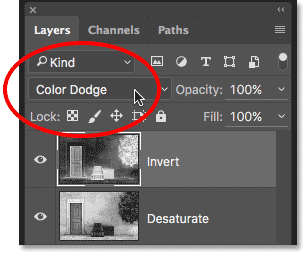 Layers Channels Paths
Kind
Color Dodge Opacity: 100%
Lock: Fill: 100%
Invert
Desaturate